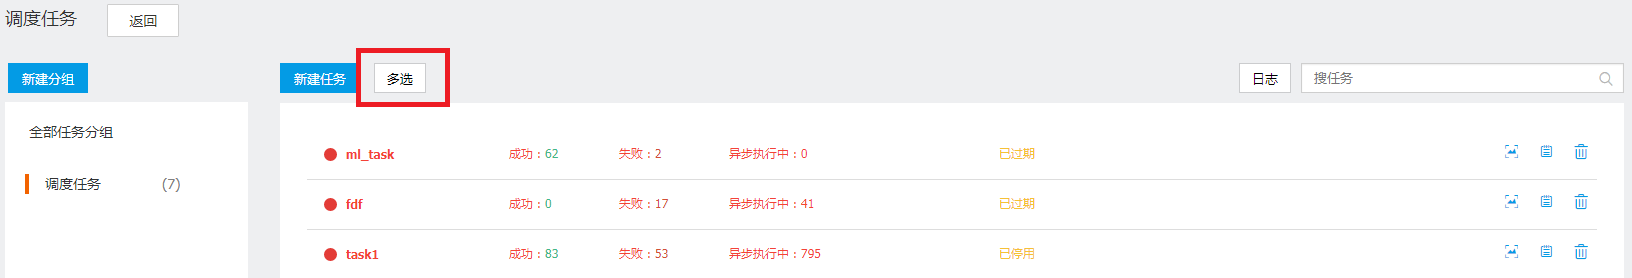 调度任务 返回
新建分组 新建任务 多选 日志 搜任务
全部任务分组
调度任务 (7)
ml_task 成功：62 失败：2 异步执行中：0 已过期
fdf 成功：0 失败：17 异步执行中：41 已过期
task1 成功：83 失败：53 异步执行中：795 已停用